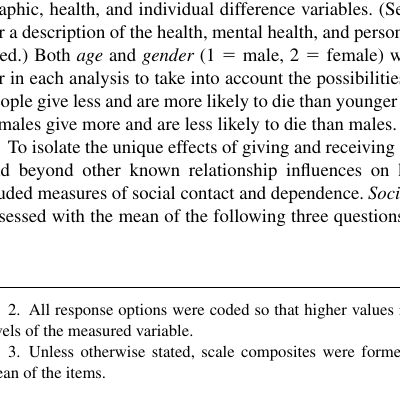 aphic, health, and individual difference variables. (Se
r a description of the health, mental health, and person
ed.) Both age and gender (1 = male, 2 = female) w
r in each analysis to take into account the possibilitie
ople give less and are more likely to die than younger
males give more and are less likely to die than males.
To isolate the unique effects of giving and receiving
d beyond other known relationship influences on
uded measures of social contact and dependence. Soci
sessed with the mean of the following three questions
2. All response options were coded so that higher values
vels of the measured variable.
3. Unless otherwise stated, scale composites were forme
ean of the items.